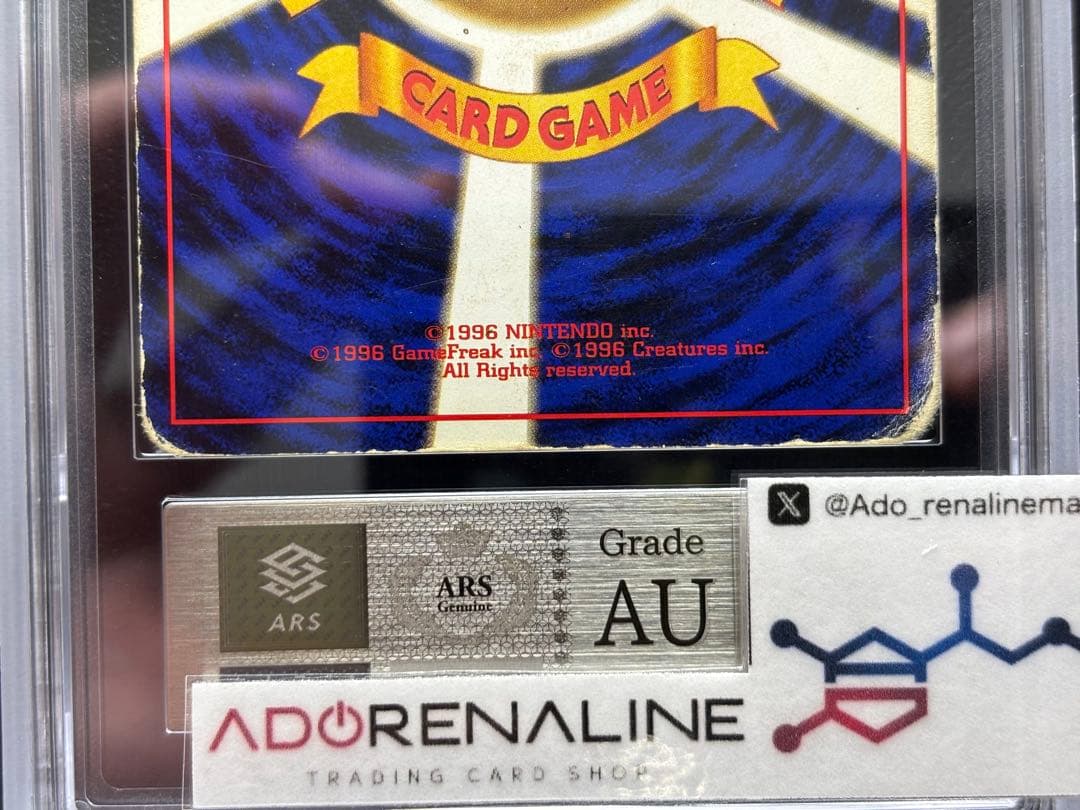 CARD GAME
©1996 NINTENDO inc.
©1996 GameFreak inc. ©1996 Creatures inc.
All Rights reserved.
ARS
ARS
Genuine
Grade
AU
@Ado_renalinema
ADORENALINE
TRADING CARD SHOP